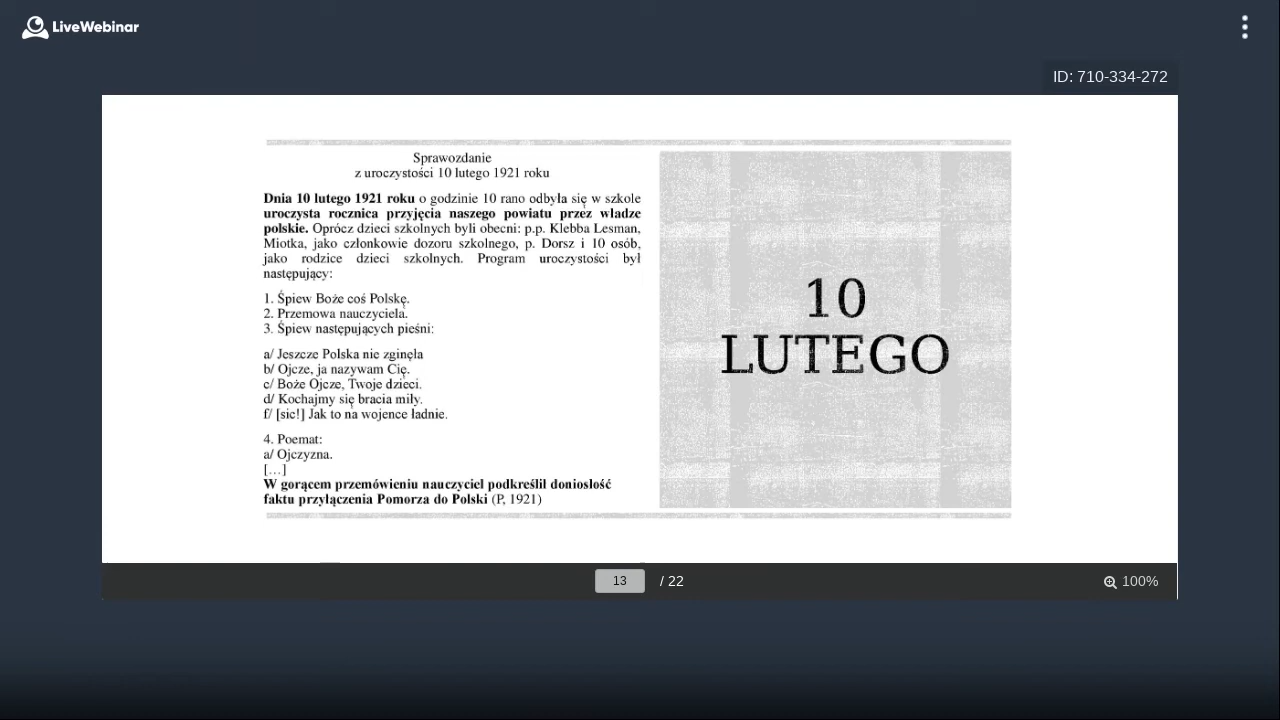 LiveWebinar
ID: 710-334-272
Sprawozdanie
z uroczystości 10 lutego 1921 roku
Dnia 10 lutego 1921 roku o godzinie 10 rano odbyła się w szkole
uroczysta rocznica przyjęcia naszego powiatu przez władze
polskie. Oprócz dzieci szkolnych byli obecni: p.p. Klebba Lesman,
Miotka, jako członkowie dozoru szkolnego, p. Dorsz i 10 osób,
jako rodzice dzieci szkolnych. Program uroczystości był
następujący:
1. Śpiew Boże coś Polskę.
2. Przemowa nauczyciela.
3. Śpiew następujących pieśni:
a/ Jeszcze Polska nie zginęła
b/ Ojcze, ja nazywam Cię.
c/ Boże Ojcze, Twoje dzieci.
d/ Kochajmy się bracia mily.
f/ [sic!] Jak to na wojence ładnie.
4. Poemat:
a/ Ojczyzna.
[…]
W gorącem przemówieniu nauczyciel podkreślił doniosłość
faktu przyłączenia Pomorza do Polski (P, 1921)
10
LUTEGO
13 / 22
100%